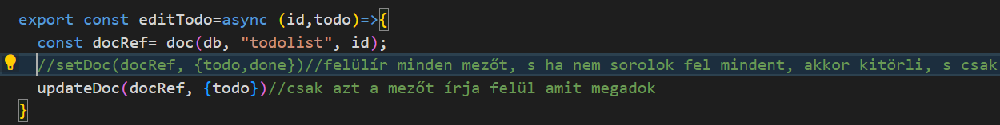 export const editTodo=async (id,todo)=>{
const docRef= doc(db, "todolist", id);
//setDoc(docRef, {todo,done})//felülír minden mezőt, s ha nem sorolok fel mindent, akkor kitörli, s csak
updateDoc(docRef, {todo})//csak azt a mezőt írja felül amit megadok
}